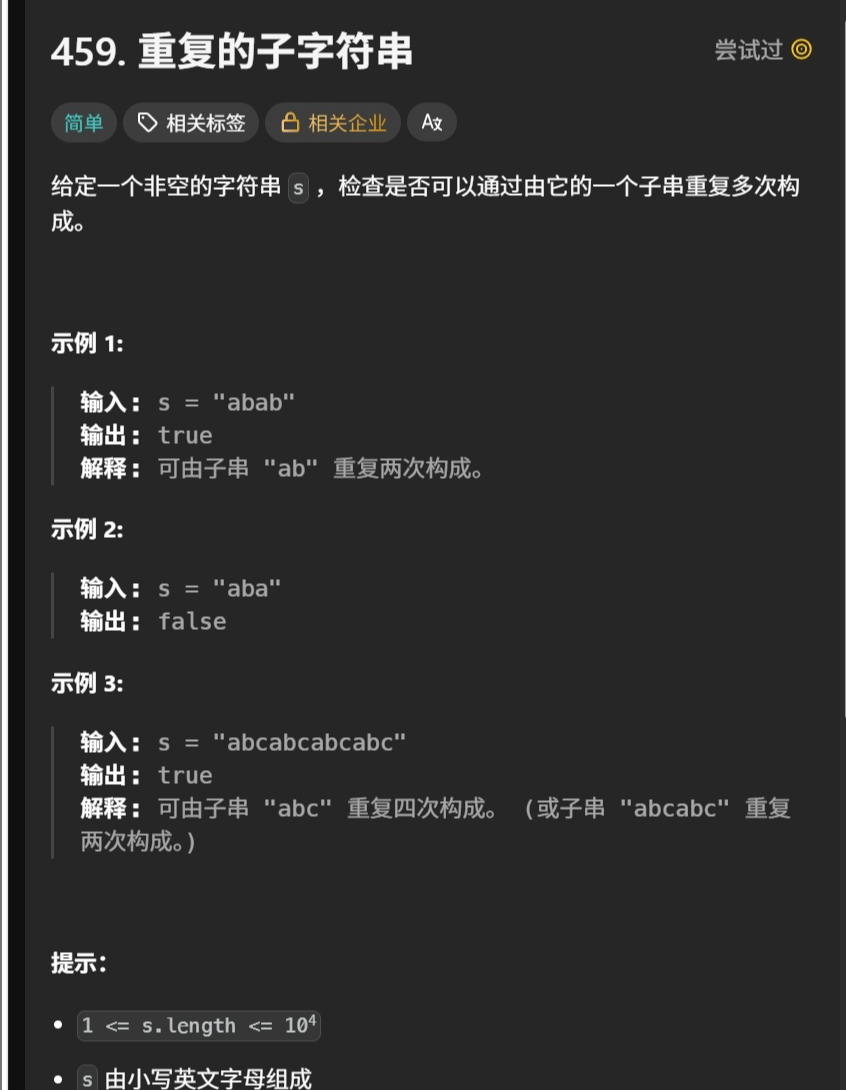 459. 重复的子字符串
尝试过
简单 相关标签 相关企业 A文
给定一个非空的字符串 s ，检查是否可以通过由它的一个子串重复多次构
成。
示例 1:
输入: s = "abab"
输出: true
解释: 可由子串 "ab" 重复两次构成。
示例 2:
输入: s = "aba"
输出: false
示例 3:
输入: s = "abcabcabcabc"
输出: true
解释: 可由子串 "abc" 重复四次构成。 (或子串 "abcabc" 重复
两次构成。)
提示：
• 1 <= s.length <= 10⁴
• s 由小写英文字母组成